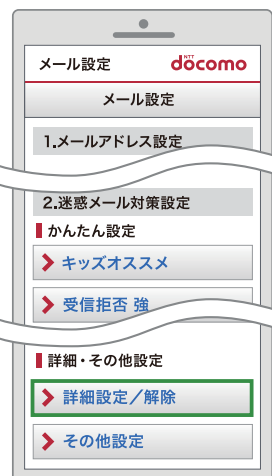 メール設定
NTT
döcomo
メール設定
1.メールアドレス設定
2.迷惑メール対策設定
かんたん設定
キッズオススメ
受信拒否 強
詳細・その他設定
詳細設定／解除
その他設定